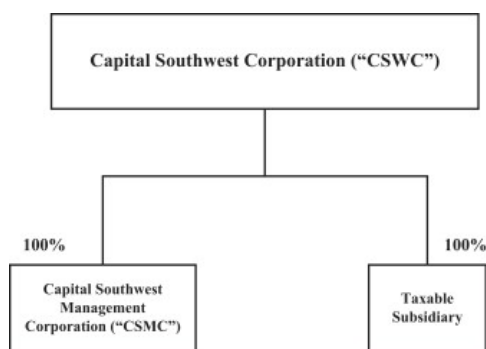 Capital Southwest Corporation (“CSWC”)
100%
100%
Capital Southwest
Management
Corporation (“CSMC”)
Taxable
Subsidiary